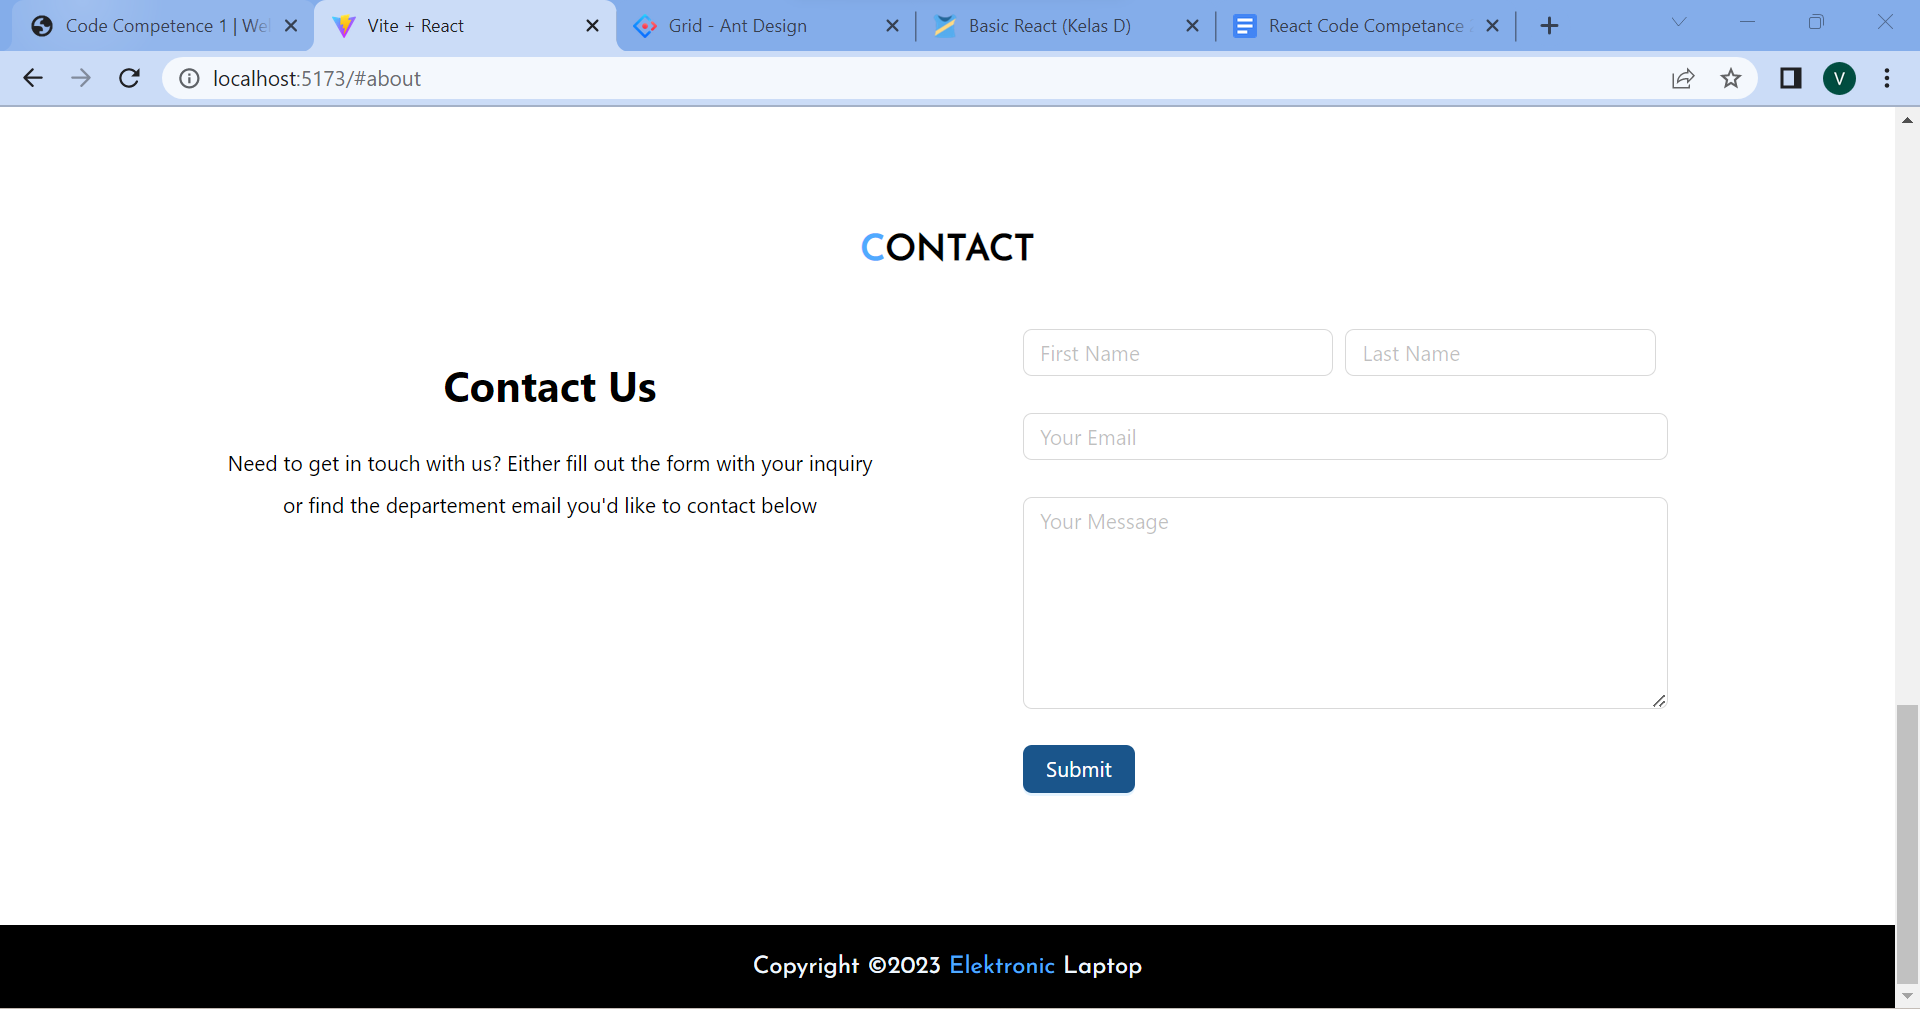 Code Competence 1 | Wel
Vite + React
Grid - Ant Design
Basic React (Kelas D)
React Code Competance
localhost:5173/#about
V
CONTACT
First Name
Last Name
Contact Us
Your Email
Need to get in touch with us? Either fill out the form with your inquiry
or find the departement email you'd like to contact below
Your Message
Submit
Copyright ©2023 Elektronic Laptop